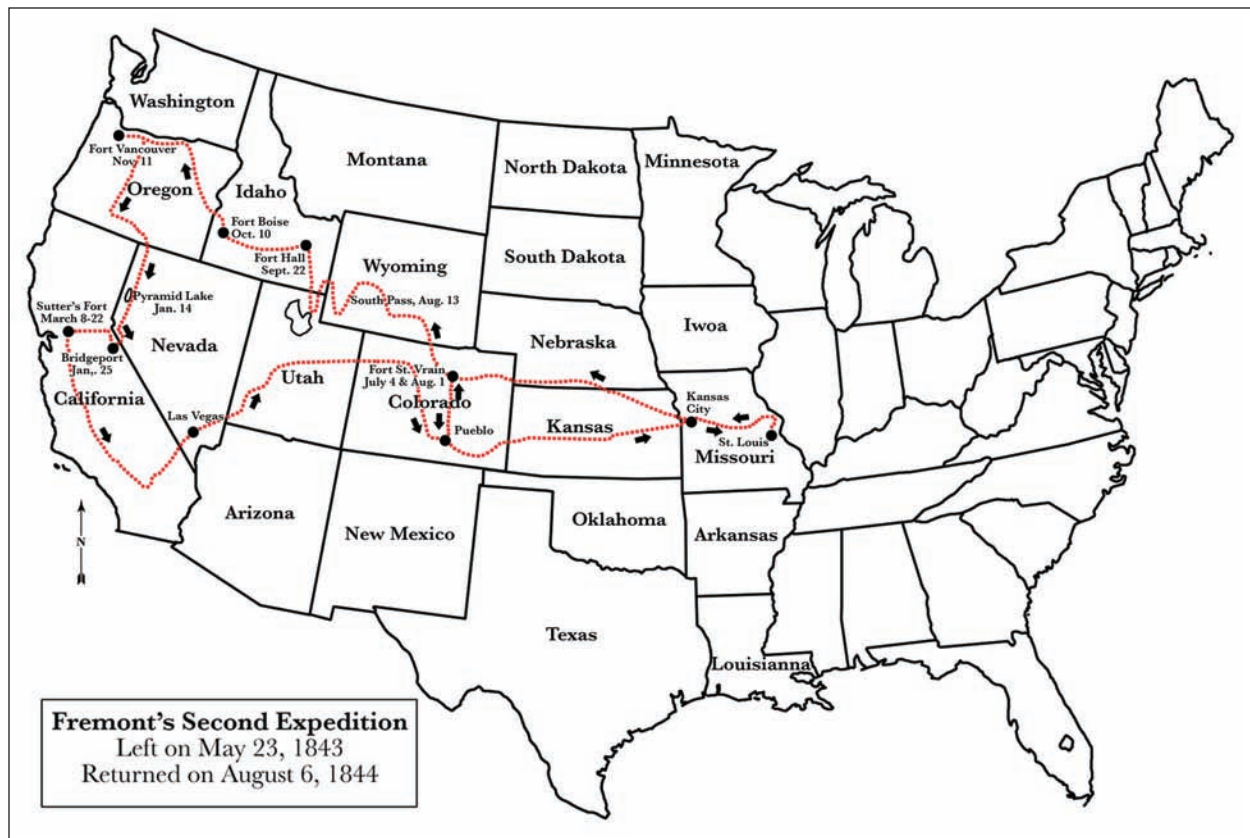 Washington
Fort Vancouver
Nov. 11
Oregon
Idaho
Montana
North Dakota
Minnesota
Fort Boise
Oct. 10
Fort Hall
Sept. 22
Wyoming
South Dakota
South Pass, Aug. 13
Pyramid Lake
Jan. 14
Sutter's Fort
March 8-22
Nevada
Bridgeport
Jan,. 25
California
Utah
Las Vegas
Fort St. Vrain
July 4 & Aug. 1
Colorado
Pueblo
Nebraska
Iwoa
Kansas
Kansas
City
St. Louis
Missouri
N
Arizona
New Mexico
Oklahoma
Arkansas
Texas
Louisianna
Fremont's Second Expedition
Left on May 23, 1843
Returned on August 6, 1844